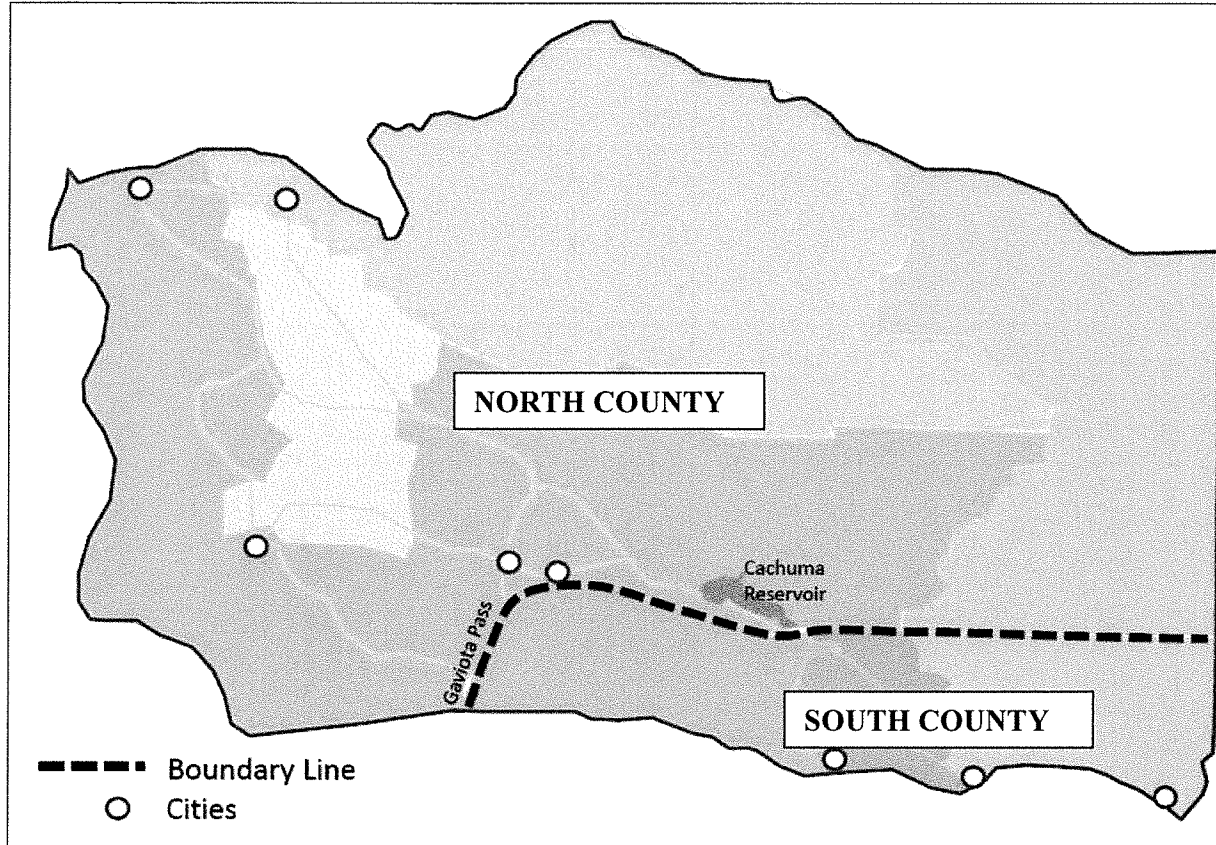 NORTH COUNTY
Cachuma
Reservoir
Gaviota Pass
SOUTH COUNTY
Boundary Line
Cities